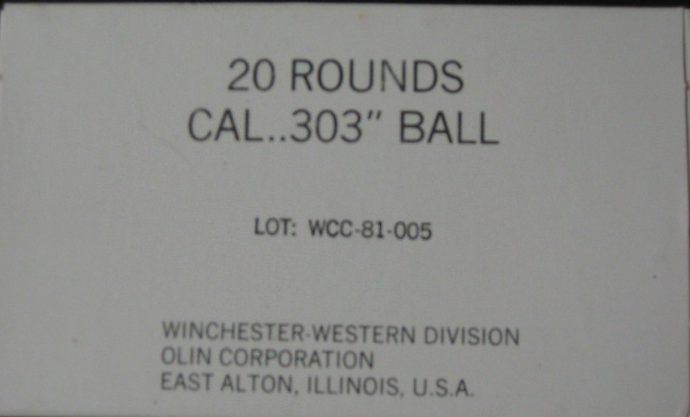 20 ROUNDS
CAL..303" BALL
LOT: WCC-81-005
WINCHESTER-WESTERN DIVISION
OLIN CORPORATION
EAST ALTON, ILLINOIS, U.S.A.